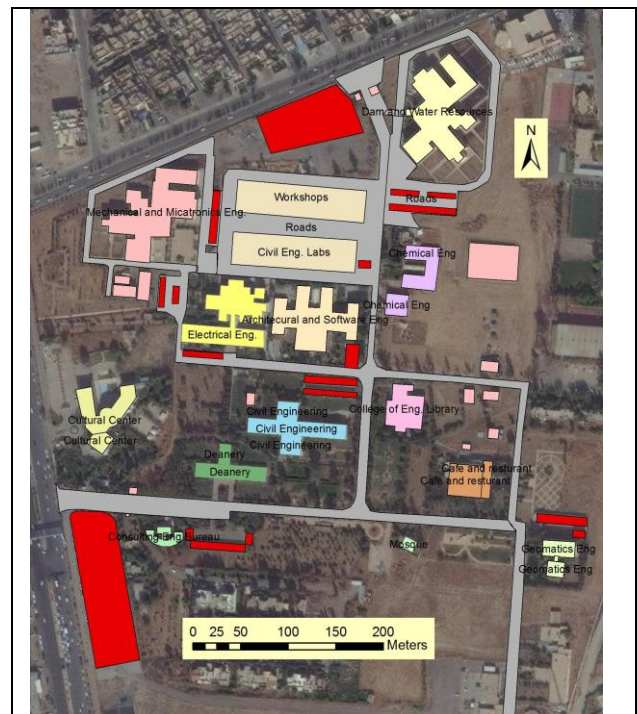 Dam and Water Resources
N
Mechanical and Micatronics Eng.
Workshops
Roads
Roads
Civil Eng. Labs
Chemical Eng
Chemical Eng
Architecural and Software Eng
Electrical Eng.
Civil Engineering
Civil Engineering
Civil Engineering
College of Eng. Library
Cultural Center
Cultural Center
Deanery
Deanery
Cafe and resturant
Cafe and resturant
Consulting Eng Bureau
Mosque
Geomatics Eng
Geomatics Eng
0 25 50 100 150 200
Meters